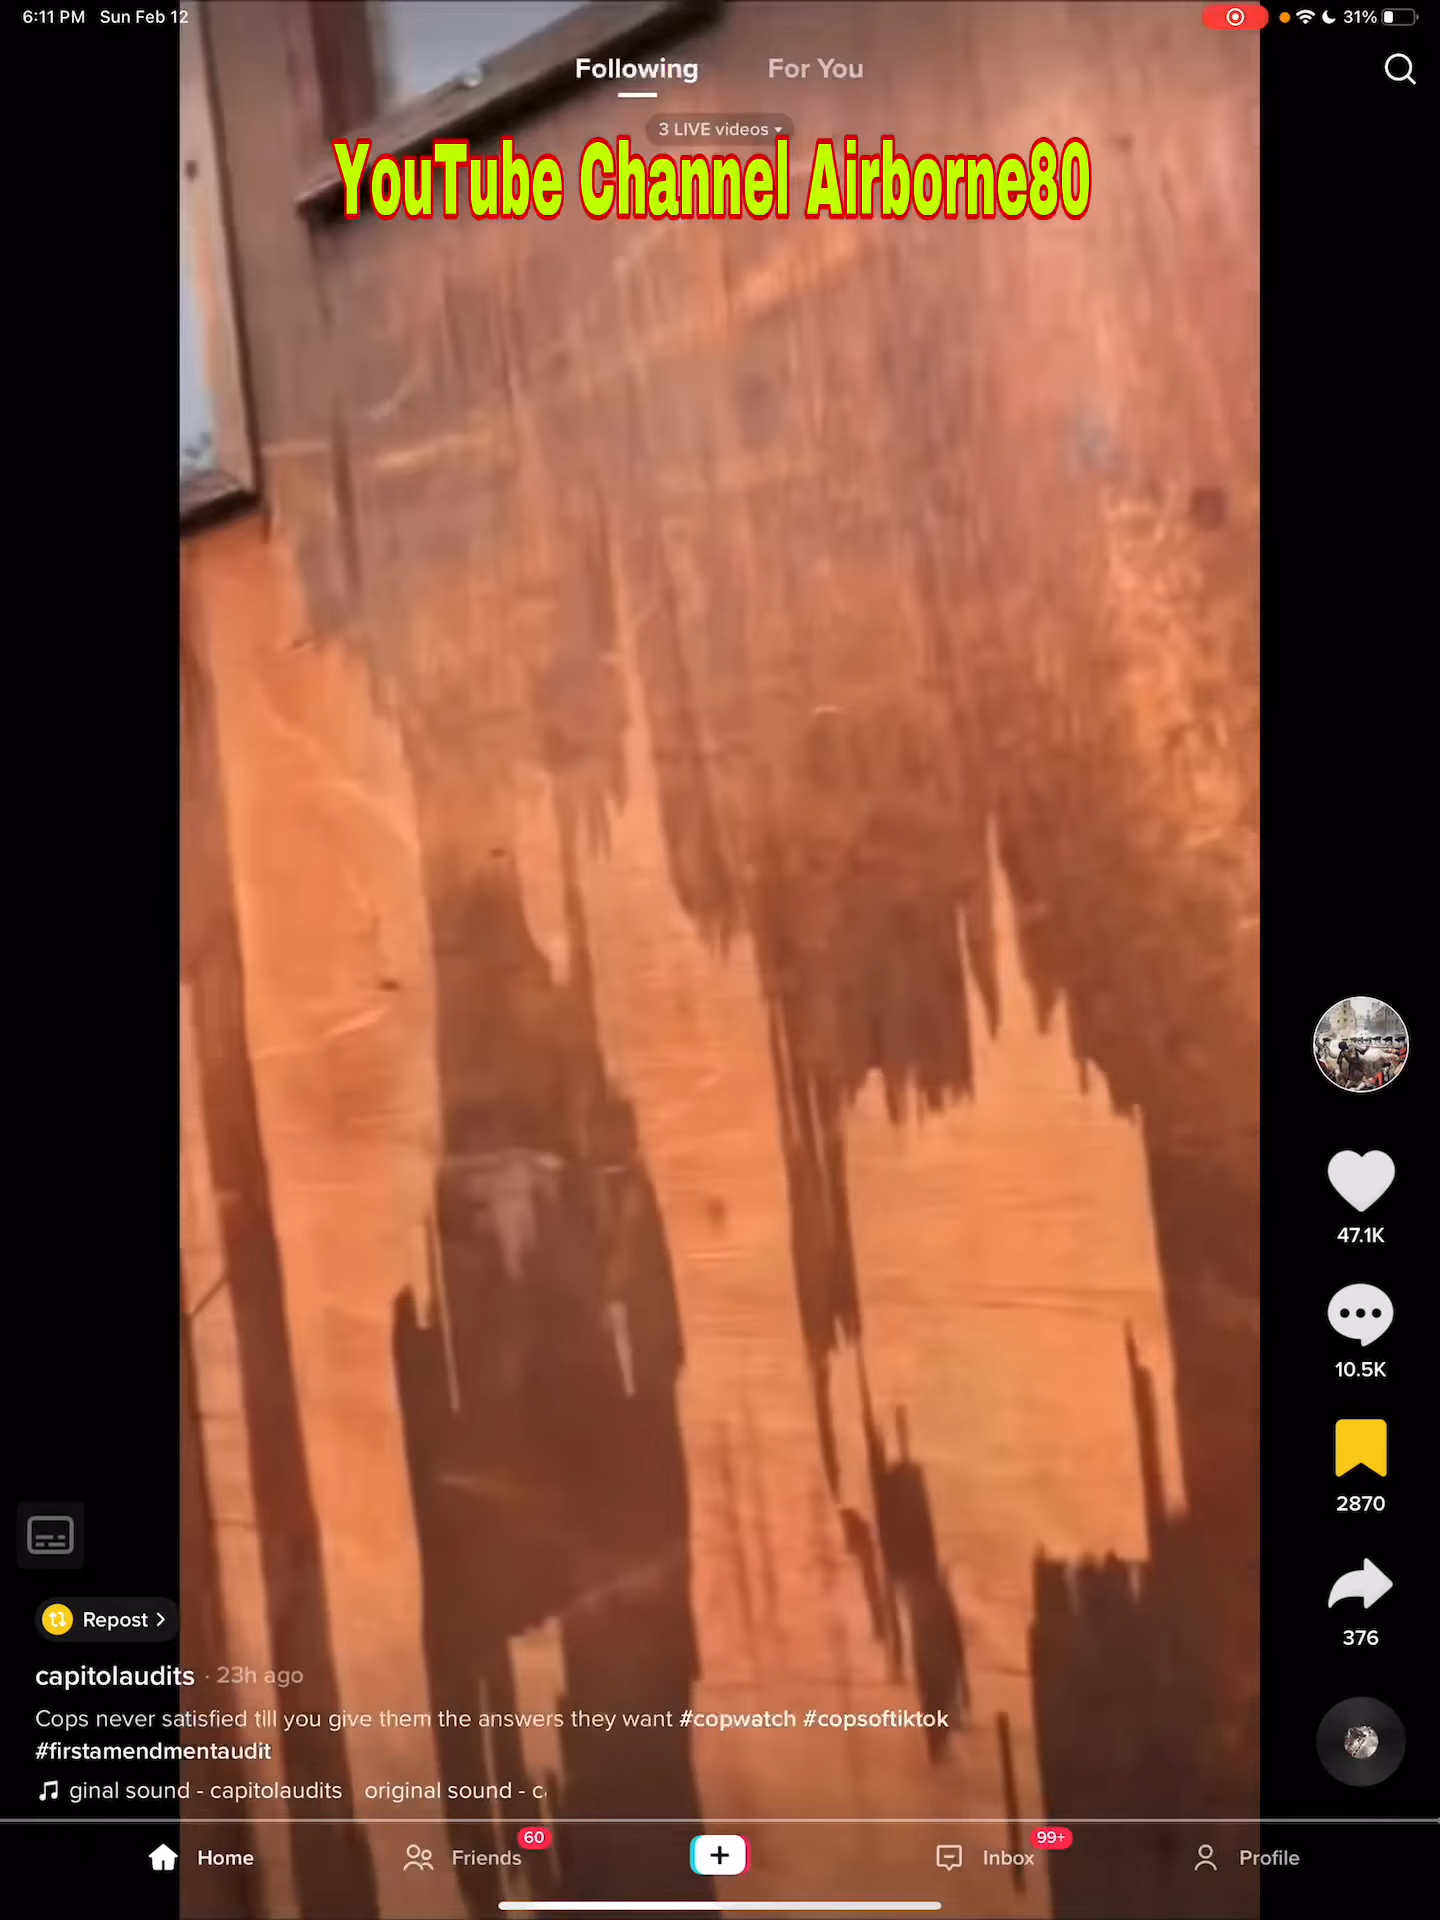 6:11 PM Sun Feb 12
31%
Following For You
3 LIVE videos
YouTube Channel Airborne80
47.1K
10.5K
2870
376
Repost
capitolaudits · 23h ago
Cops never satisfied till you give them the answers they want #copwatch #copsoftiktok
#firstamendmentaudit
ginal sound - capitolaudits original sound - c
Home
Friends 60
Inbox 99+
Profile